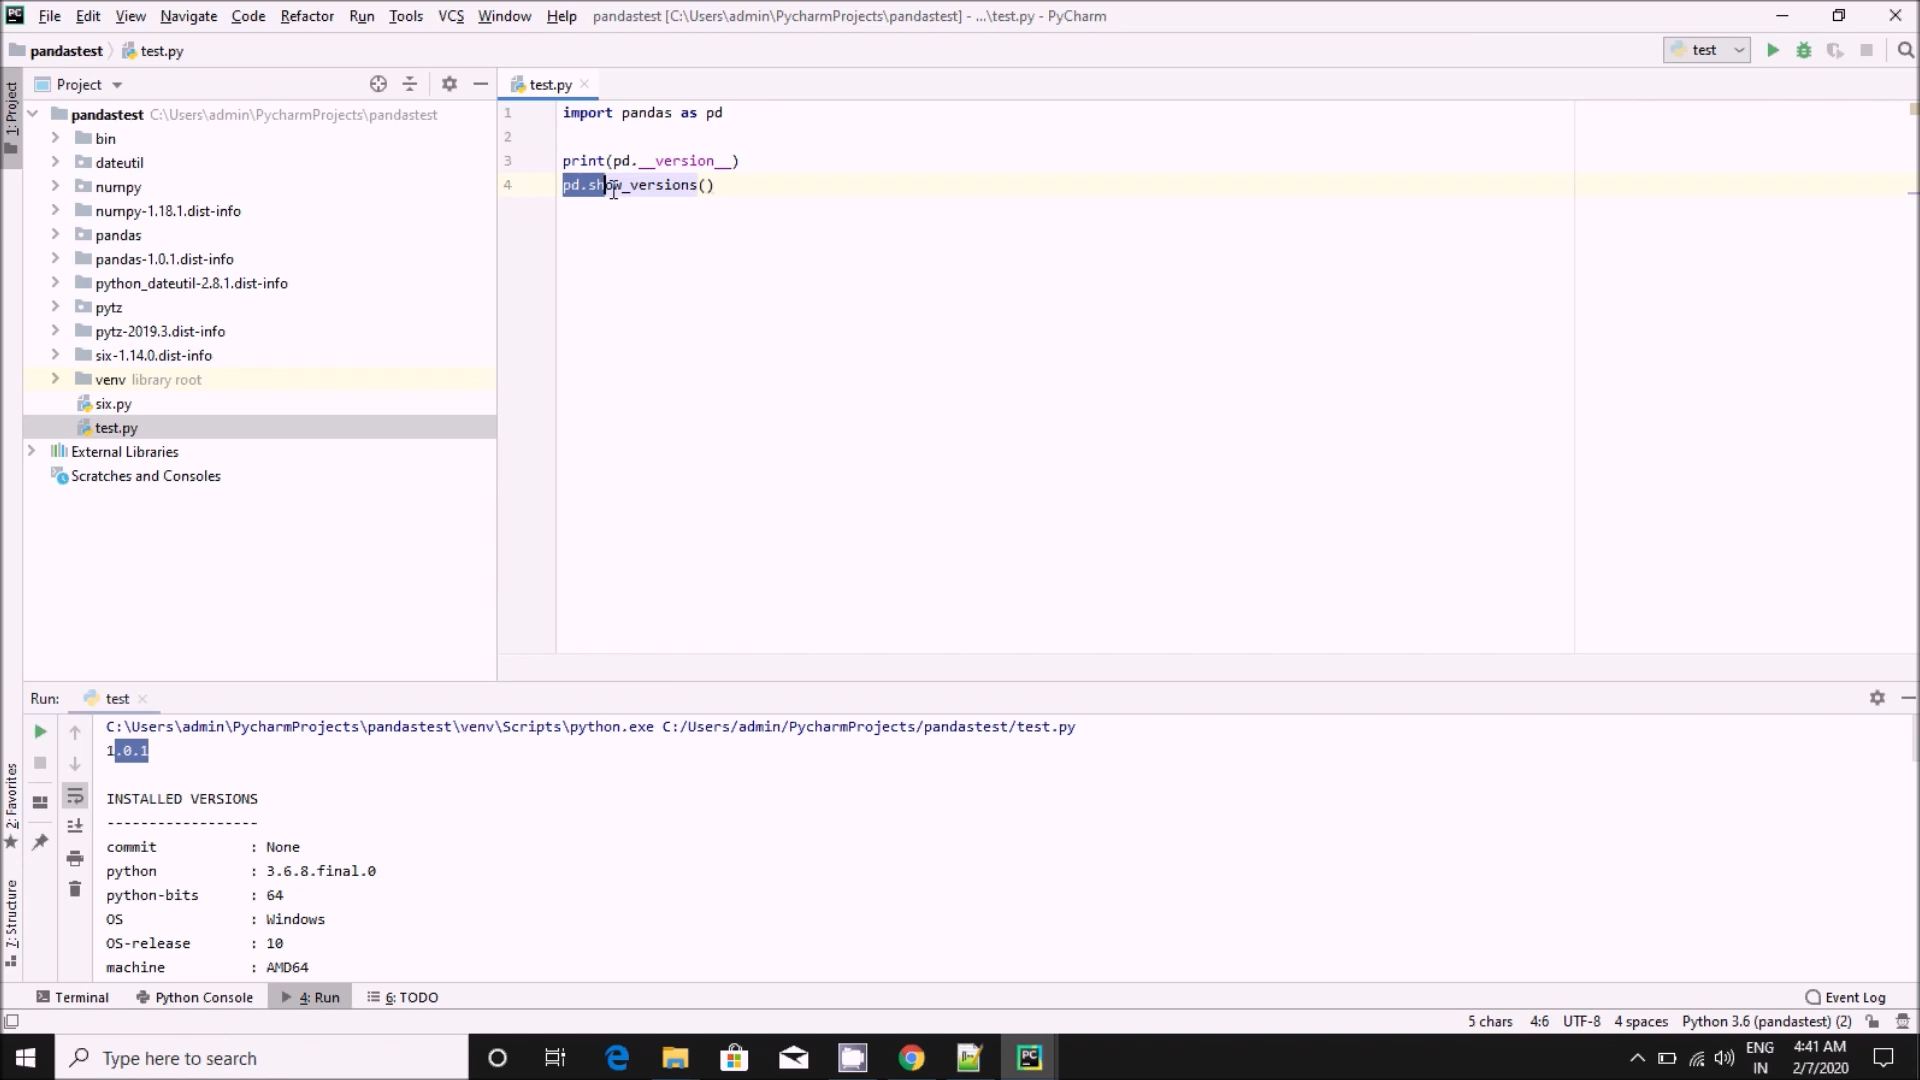 PC File Edit View Navigate Code Refactor Run Tools VCS Window Help pandastest [C:\Users\admin\PycharmProjects\pandastest] - ...\test.py - PyCharm
pandastest test.py
test
1: Project
Project
test.py
pandastest C:\Users\admin\PycharmProjects\pandastest
bin
dateutil
numpy
numpy-1.18.1.dist-info
pandas
pandas-1.0.1.dist-info
python_dateutil-2.8.1.dist-info
pytz
pytz-2019.3.dist-info
six-1.14.0.dist-info
venv library root
six.py
test.py
External Libraries
Scratches and Consoles
1 import pandas as pd
2
3 print(pd.__version__)
4 pd.show_versions()
Run: test
C:\Users\admin\PycharmProjects\pandastest\venv\Scripts\python.exe C:/Users/admin/PycharmProjects/pandastest/test.py
1.0.1
INSTALLED VERSIONS
------------------
commit : None
python : 3.6.8.final.0
python-bits : 64
OS : Windows
OS-release : 10
machine : AMD64
2: Favorites
7: Structure
Terminal Python Console 4: Run 6: TODO Event Log
5 chars 4:6 UTF-8 4 spaces Python 3.6 (pandastest) (2)
Type here to search
PC
ENG
IN
4:41 AM
2/7/2020